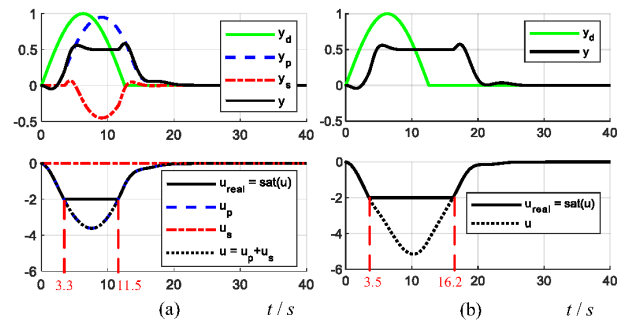 1
0.5
0
-0.5
0 10 20 30 40
y_d
y_p
y_s
y
0
-2
-4
-6
0 10 20 30 40
u_real = sat(u)
u_p
u_s
u = u_p+u_s
3.3
11.5
(a)
t / s
1
0.5
0
-0.5
0 10 20 30 40
y_d
y
0
-2
-4
-6
0 10 20 30 40
u_real = sat(u)
u
3.5
16.2
(b)
t / s